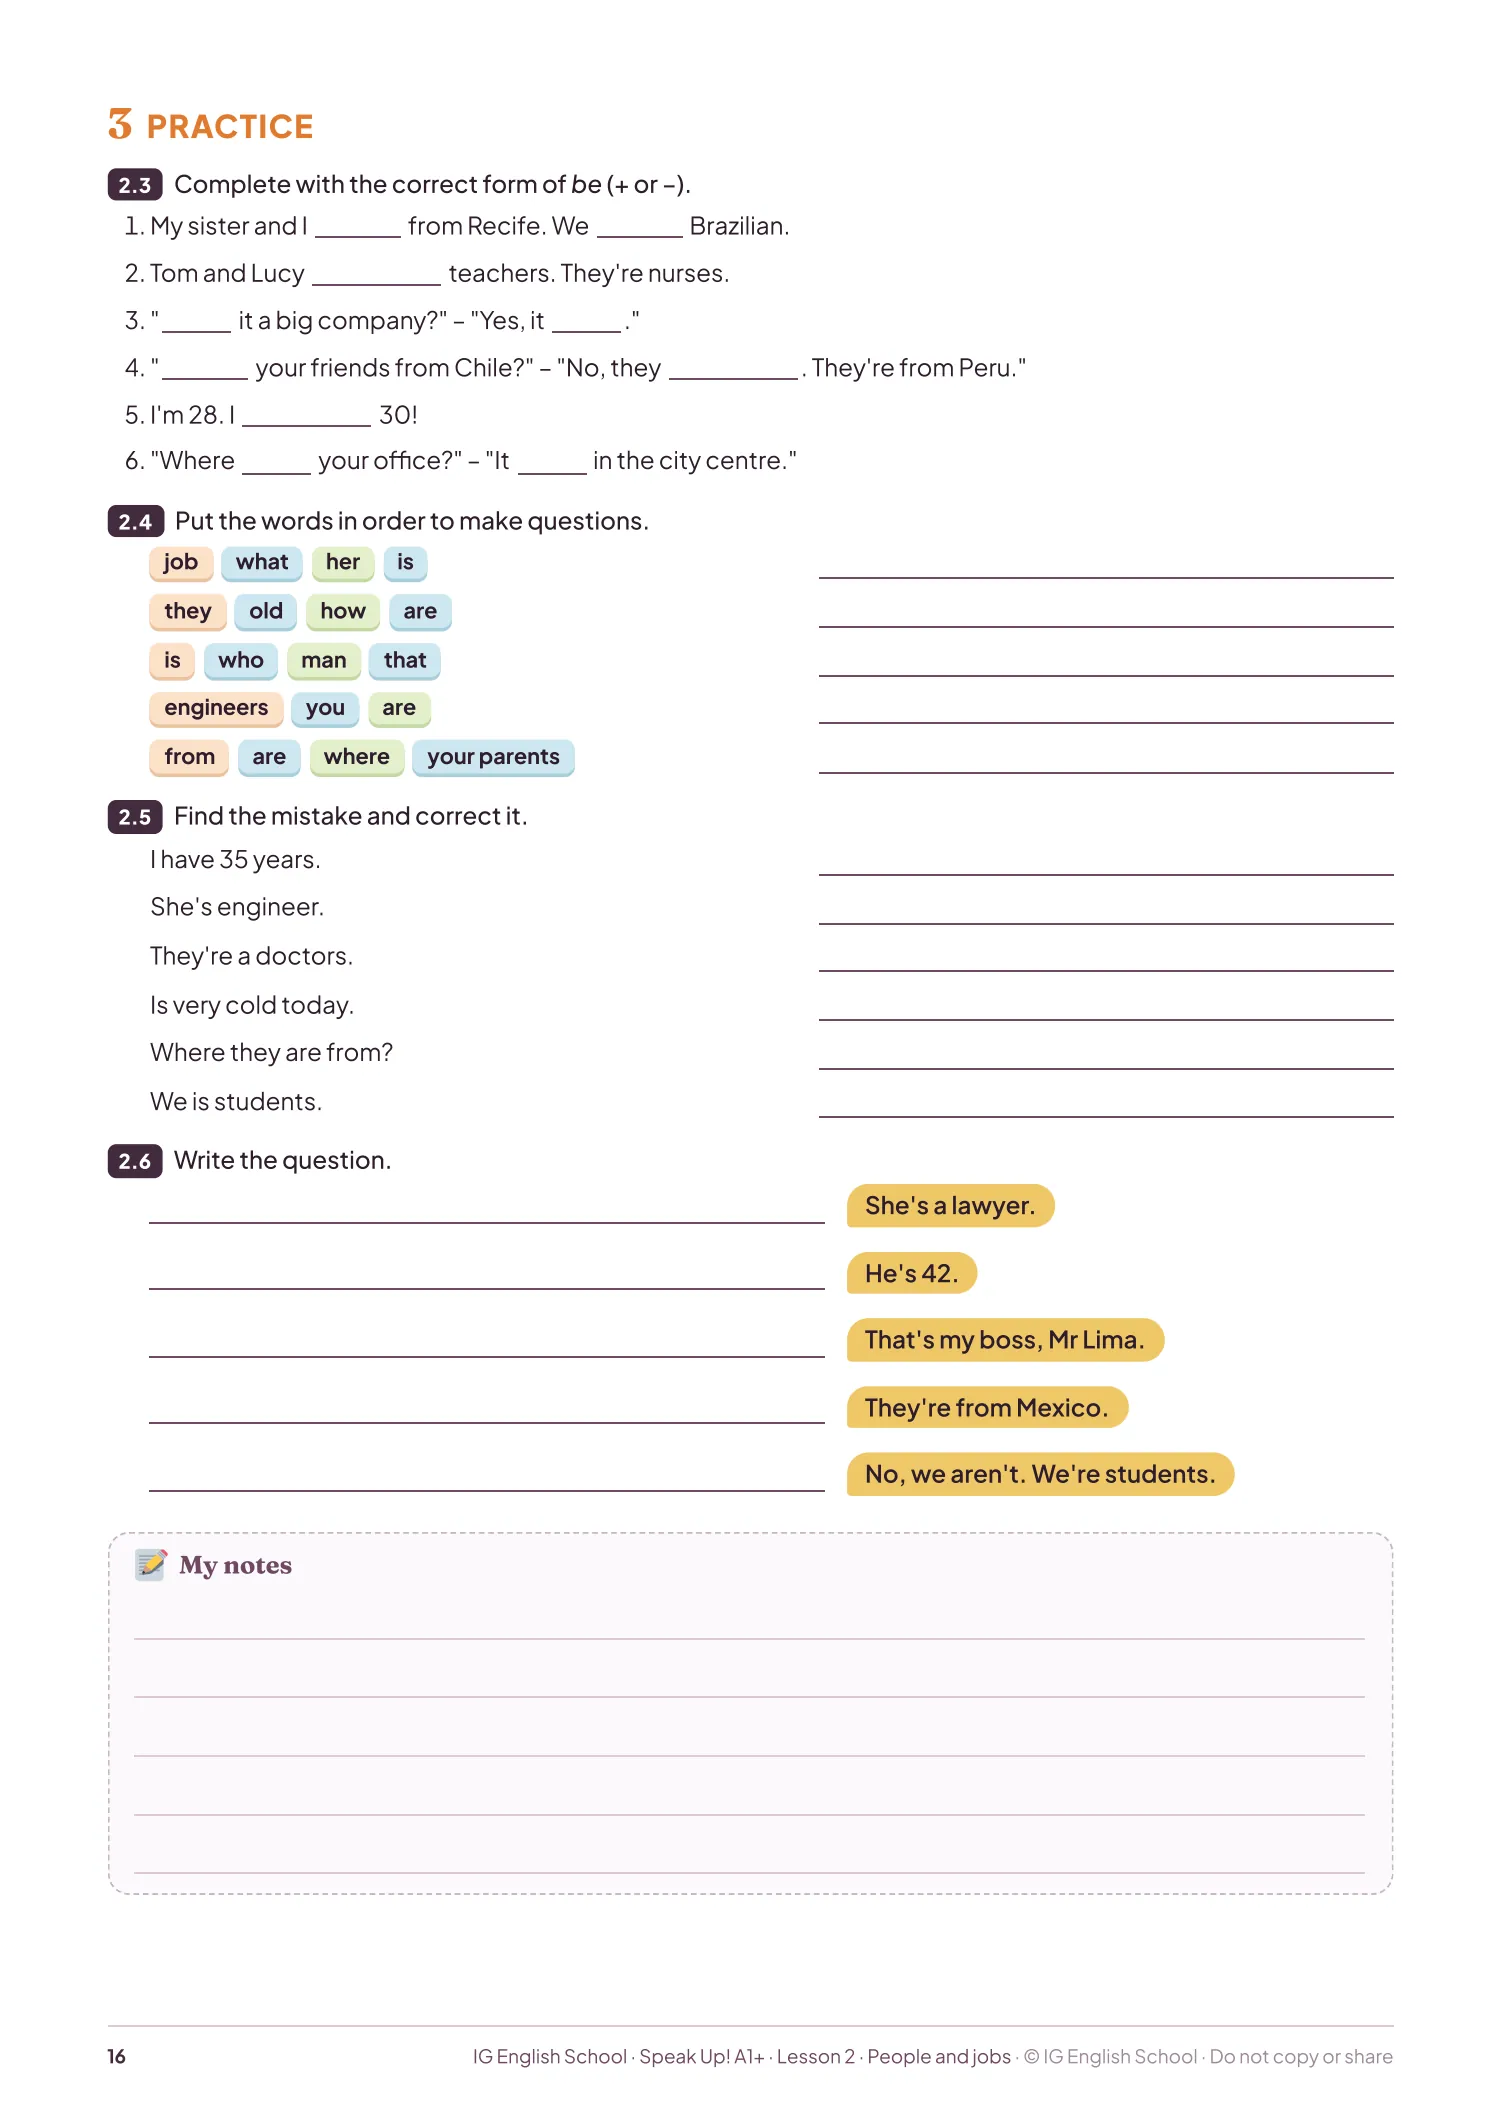 3 PRACTICE
2.3 Complete with the correct form of be (+ or –).
1. My sister and I ______ from Recife. We ______ Brazilian.
2. Tom and Lucy _________ teachers. They're nurses.
3. "_____ it a big company?" – "Yes, it _____."
4. "______ your friends from Chile?" – "No, they _________. They're from Peru."
5. I'm 28. I _________ 30!
6. "Where _____ your office?" – "It _____ in the city centre."
2.4 Put the words in order to make questions.
job what her is
they old how are
is who man that
engineers you are
from are where your parents
2.5 Find the mistake and correct it.
I have 35 years.
She's engineer.
They're a doctors.
Is very cold today.
Where they are from?
We is students.
2.6 Write the question.
She's a lawyer.
He's 42.
That's my boss, Mr Lima.
They're from Mexico.
No, we aren't. We're students.
My notes
16 IG English School · Speak Up! A1+ · Lesson 2 · People and jobs · © IG English School · Do not copy or share